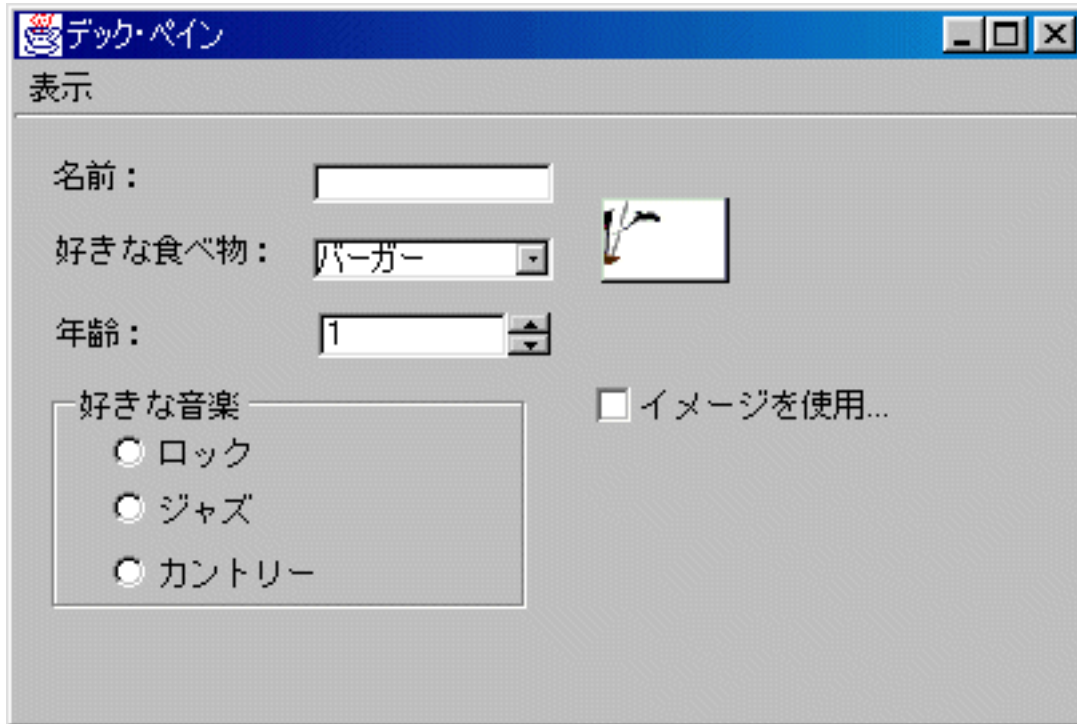 デック・ペイン
表示
名前：
好きな食べ物： バーガー
年齢： 1
好きな音楽
イメージを使用...
ロック
ジャズ
カントリー